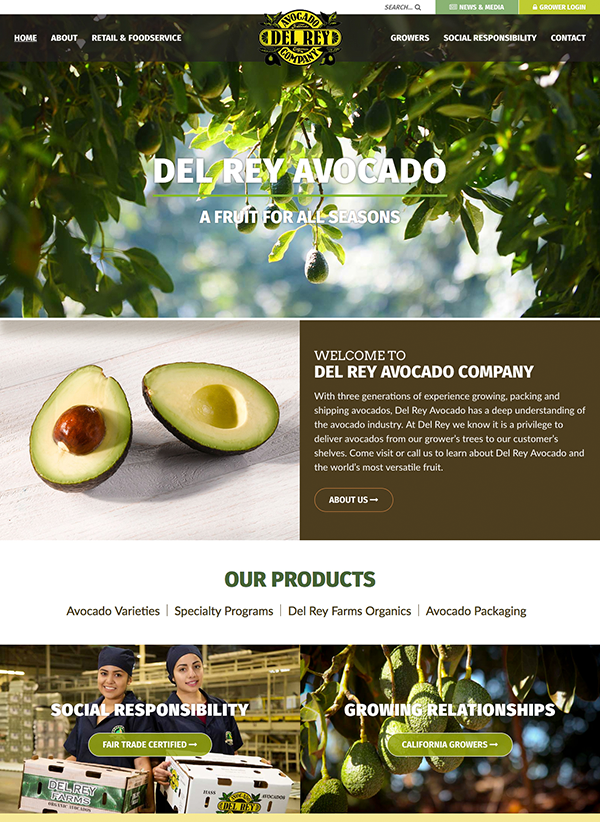 SEARCH...
NEWS & MEDIA
GROWER LOGIN
HOME
ABOUT
RETAIL & FOODSERVICE
AVOCADO
DEL REY
COMPANY
GROWERS
SOCIAL RESPONSIBILITY
CONTACT
DEL REY AVOCADO
A FRUIT FOR ALL SEASONS
WELCOME TO
DEL REY AVOCADO COMPANY
With three generations of experience growing, packing and
shipping avocados, Del Rey Avocado has a deep understanding of
the avocado industry. At Del Rey we know it is a privilege to
deliver avocados from our grower's trees to our customer's
shelves. Come visit or call us to learn about Del Rey Avocado and
the world's most versatile fruit.
ABOUT US
OUR PRODUCTS
Avocado Varieties | Specialty Programs | Del Rey Farms Organics | Avocado Packaging
SOCIAL RESPONSIBILITY
FAIR TRADE CERTIFIED
DEL REY
FARMS
ORGANIC AVOCADOS
HASS
AVOCADOS
DEL REY
GROWING RELATIONSHIPS
CALIFORNIA GROWERS